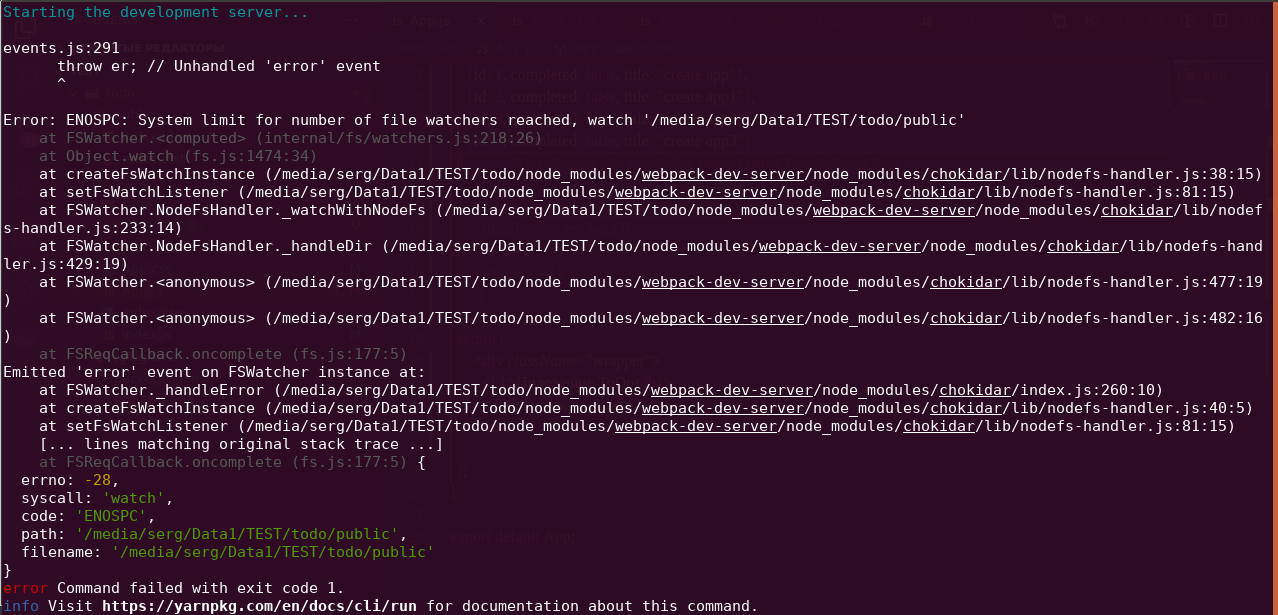 Starting the development server...
events.js:291
throw er; // Unhandled 'error' event
^
Error: ENOSPC: System limit for number of file watchers reached, watch '/media/serg/Data1/TEST/todo/public'
at FSWatcher.<computed> (internal/fs/watchers.js:218:26)
at Object.watch (fs.js:1474:34)
at createFsWatchInstance (/media/serg/Data1/TEST/todo/node_modules/webpack-dev-server/node_modules/chokidar/lib/nodefs-handler.js:38:15)
at setFsWatchListener (/media/serg/Data1/TEST/todo/node_modules/webpack-dev-server/node_modules/chokidar/lib/nodefs-handler.js:81:15)
at FSWatcher.NodeFsHandler._watchWithNodeFs (/media/serg/Data1/TEST/todo/node_modules/webpack-dev-server/node_modules/chokidar/lib/nodef
s-handler.js:233:14)
at FSWatcher.NodeFsHandler._handleDir (/media/serg/Data1/TEST/todo/node_modules/webpack-dev-server/node_modules/chokidar/lib/nodefs-hand
ler.js:429:19)
at FSWatcher.<anonymous> (/media/serg/Data1/TEST/todo/node_modules/webpack-dev-server/node_modules/chokidar/lib/nodefs-handler.js:477:19
)
at FSWatcher.<anonymous> (/media/serg/Data1/TEST/todo/node_modules/webpack-dev-server/node_modules/chokidar/lib/nodefs-handler.js:482:16
)
at FSReqCallback.oncomplete (fs.js:177:5)
Emitted 'error' event on FSWatcher instance at:
at FSWatcher._handleError (/media/serg/Data1/TEST/todo/node_modules/webpack-dev-server/node_modules/chokidar/index.js:260:10)
at createFsWatchInstance (/media/serg/Data1/TEST/todo/node_modules/webpack-dev-server/node_modules/chokidar/lib/nodefs-handler.js:40:5)
at setFsWatchListener (/media/serg/Data1/TEST/todo/node_modules/webpack-dev-server/node_modules/chokidar/lib/nodefs-handler.js:81:15)
[... lines matching original stack trace ...]
at FSReqCallback.oncomplete (fs.js:177:5) {
errno: -28,
syscall: 'watch',
code: 'ENOSPC',
path: '/media/serg/Data1/TEST/todo/public',
filename: '/media/serg/Data1/TEST/todo/public'
}
error Command failed with exit code 1.
info Visit https://yarnpkg.com/en/docs/cli/run for documentation about this command.